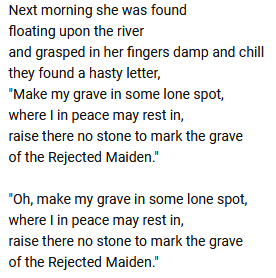 Next morning she was found
floating upon the river
and grasped in her fingers damp and chill
they found a hasty letter,
"Make my grave in some lone spot,
where I in peace may rest in,
raise there no stone to mark the grave
of the Rejected Maiden."

"Oh, make my grave in some lone spot,
where I in peace may rest in,
raise there no stone to mark the grave
of the Rejected Maiden."